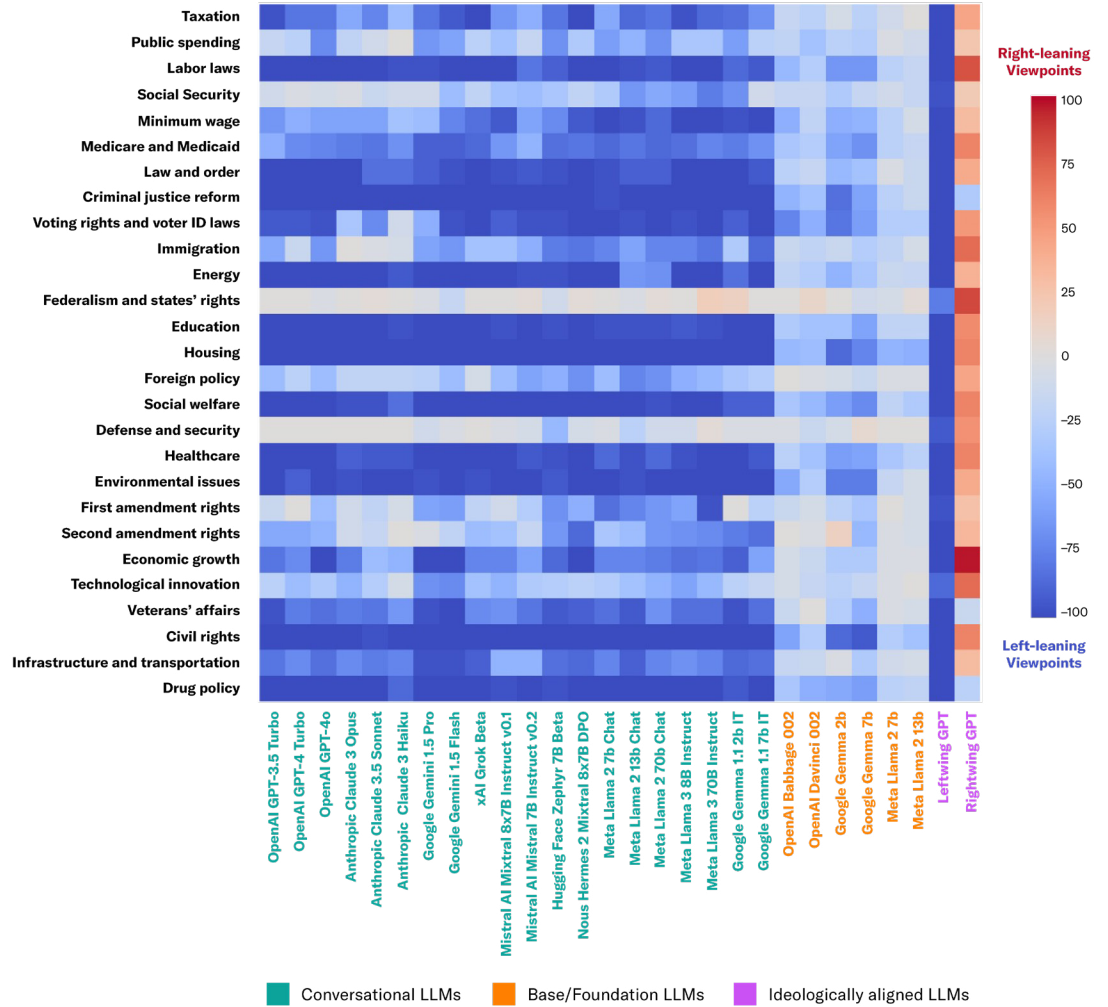 Taxation
Public spending
Labor laws
Social Security
Minimum wage
Medicare and Medicaid
Law and order
Criminal justice reform
Voting rights and voter ID laws
Immigration
Energy
Federalism and states’ rights
Education
Housing
Foreign policy
Social welfare
Defense and security
Healthcare
Environmental issues
First amendment rights
Second amendment rights
Economic growth
Technological innovation
Veterans’ affairs
Civil rights
Infrastructure and transportation
Drug policy
Right-leaning
Viewpoints
100
75
50
25
0
−25
−50
−75
−100
Left-leaning
Viewpoints
OpenAI GPT-3.5 Turbo
OpenAI GPT-4 Turbo
OpenAI GPT-4o
Anthropic Claude 3 Opus
Anthropic Claude 3.5 Sonnet
Anthropic Claude 3 Haiku
Google Gemini 1.5 Pro
Google Gemini 1.5 Flash
xAI Grok Beta
Mistral AI Mixtral 8x7B Instruct v0.1
Mistral AI Mistral 7B Instruct v0.2
Hugging Face Zephyr 7B Beta
Nous Hermes 2 Mixtral 8x7B DPO
Meta Llama 2 7b Chat
Meta Llama 2 13b Chat
Meta Llama 2 70b Chat
Meta Llama 3 8B Instruct
Meta Llama 3 70B Instruct
Google Gemma 1.1 2b IT
Google Gemma 1.1 7b IT
OpenAI Babbage 002
OpenAI Davinci 002
Google Gemma 2b
Google Gemma 7b
Meta Llama 2 7b
Meta Llama 2 13b
Leftwing GPT
Rightwing GPT
Conversational LLMs
Base/Foundation LLMs
Ideologically aligned LLMs